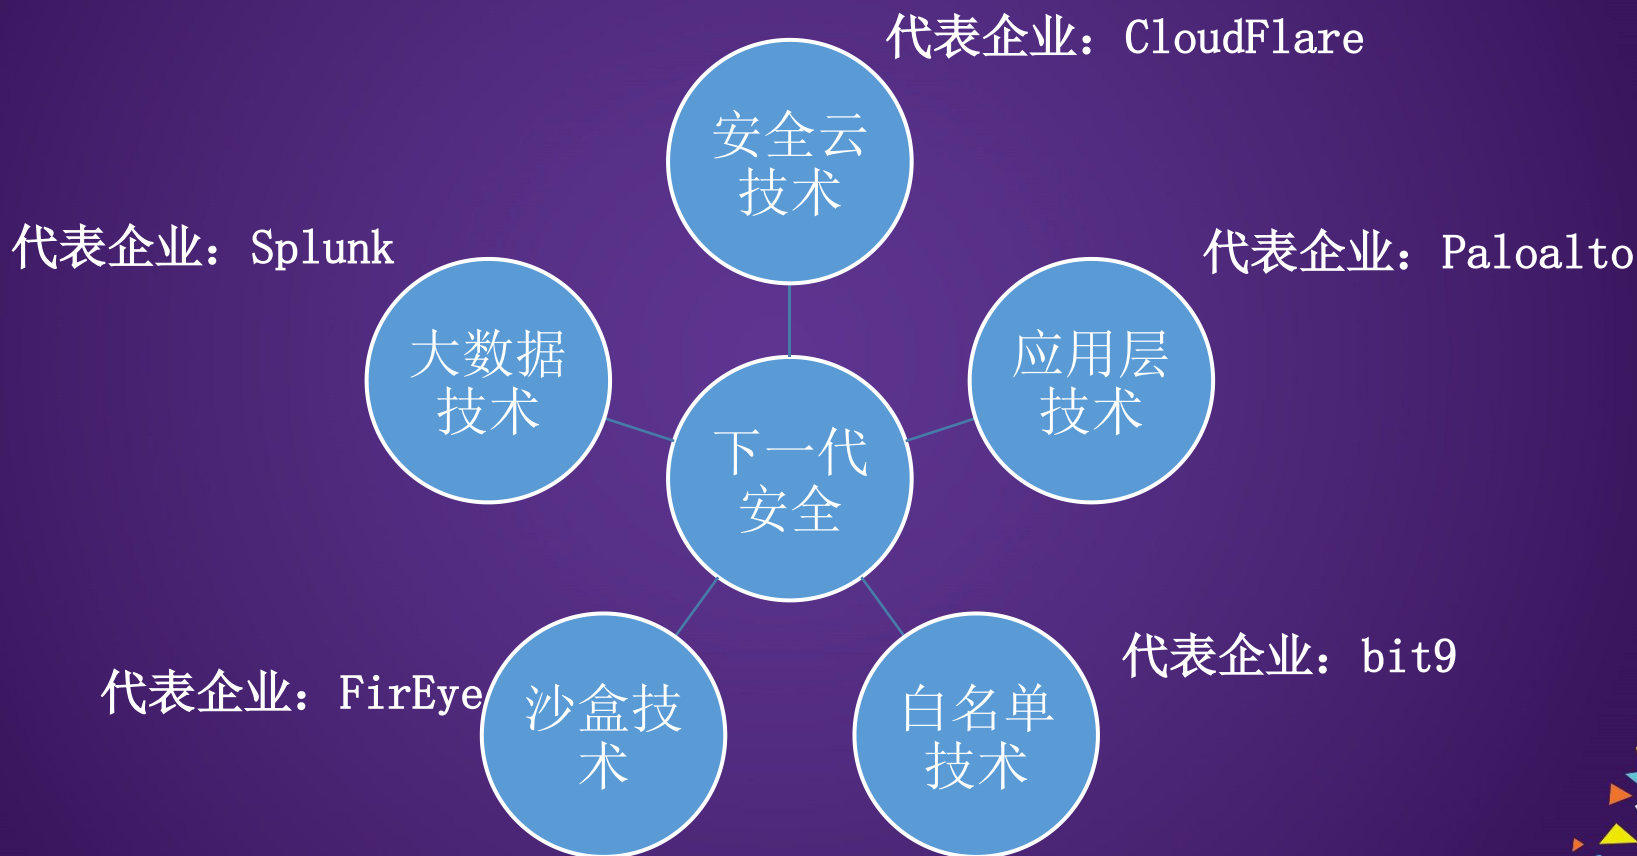 代表企业：CloudFlare
安全云
技术
代表企业：Splunk
代表企业：Paloalto
大数据
技术
应用层
技术
下一代
安全
代表企业：FirEye
沙盒技
术
代表企业：bit9
白名单
技术